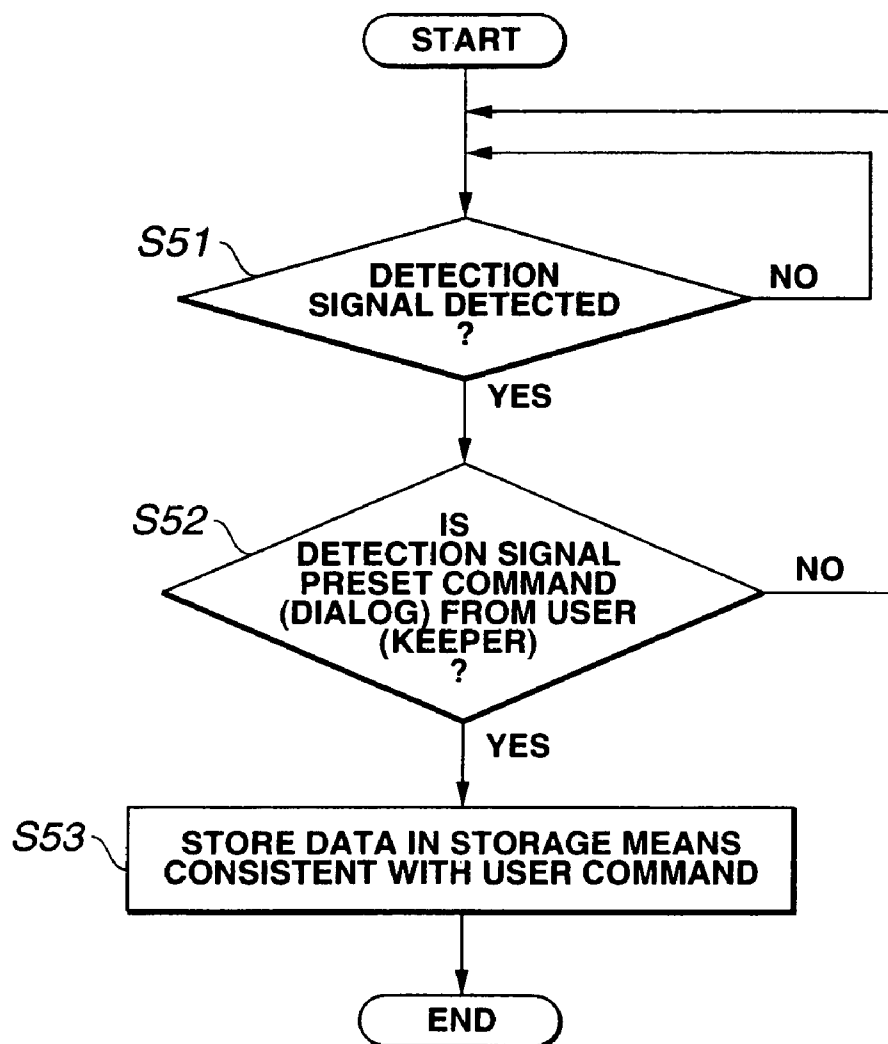 START
S51
DETECTION
SIGNAL DETECTED
?
NO
YES
S52
IS
DETECTION SIGNAL
PRESET COMMAND
(DIALOG) FROM USER
(KEEPER)
?
NO
YES
S53
STORE DATA IN STORAGE MEANS
CONSISTENT WITH USER COMMAND
END